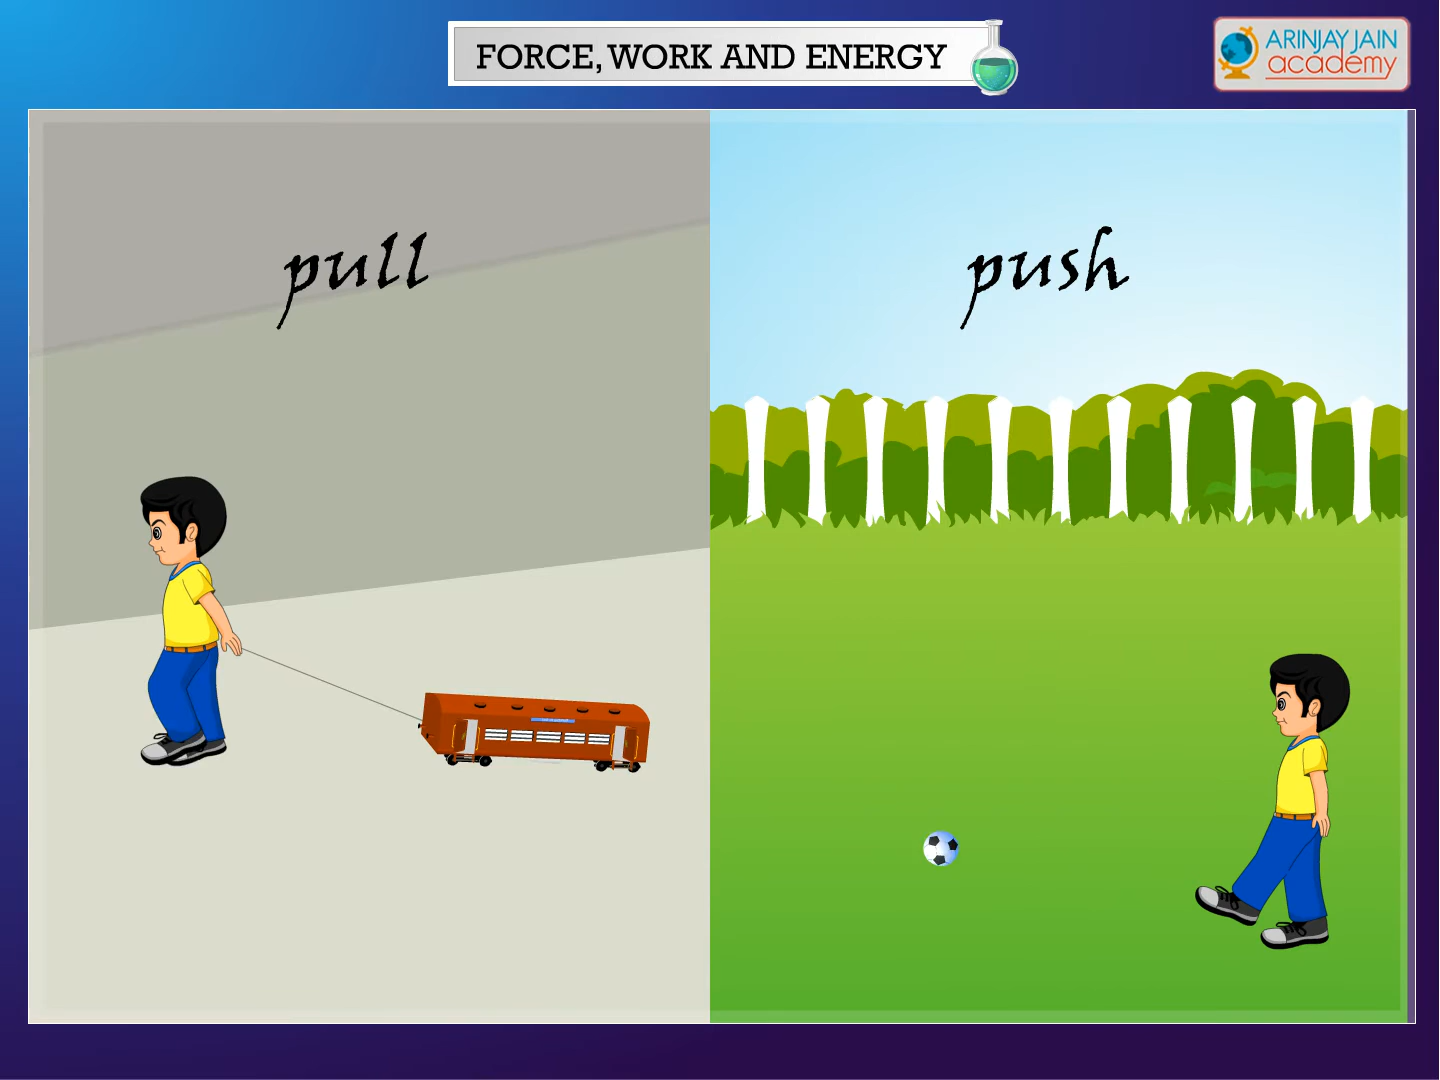 FORCE, WORK AND ENERGY
ARINJAY JAIN
academy
pull
push